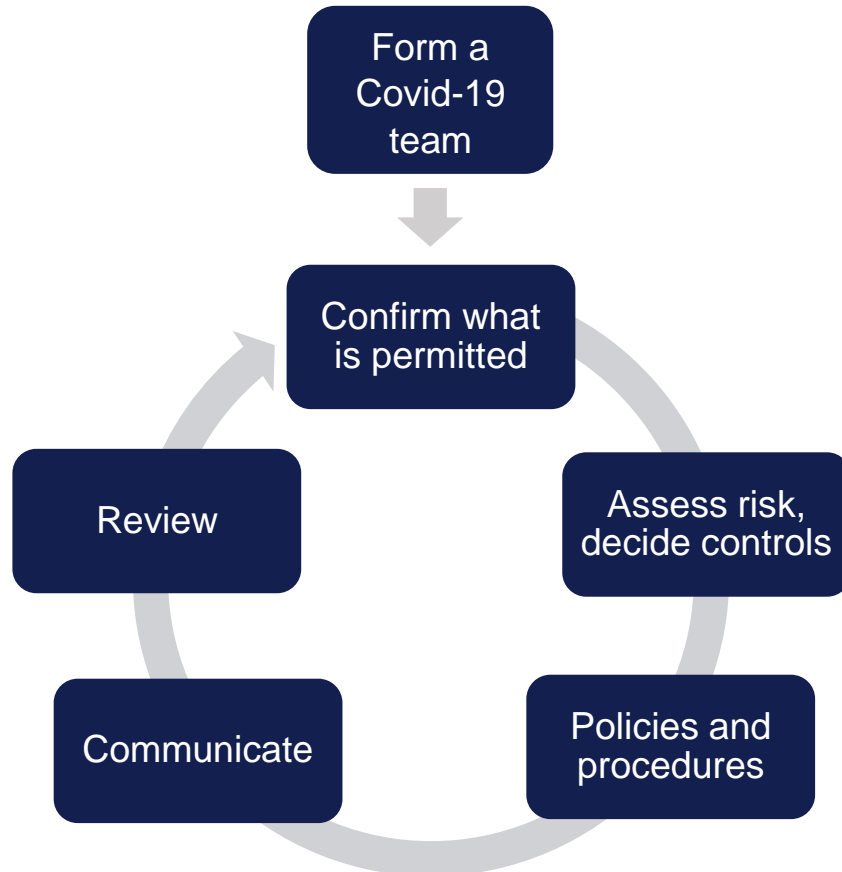 Form a
Covid-19
team
Confirm what
is permitted
Assess risk,
decide controls
Policies and
procedures
Communicate
Review